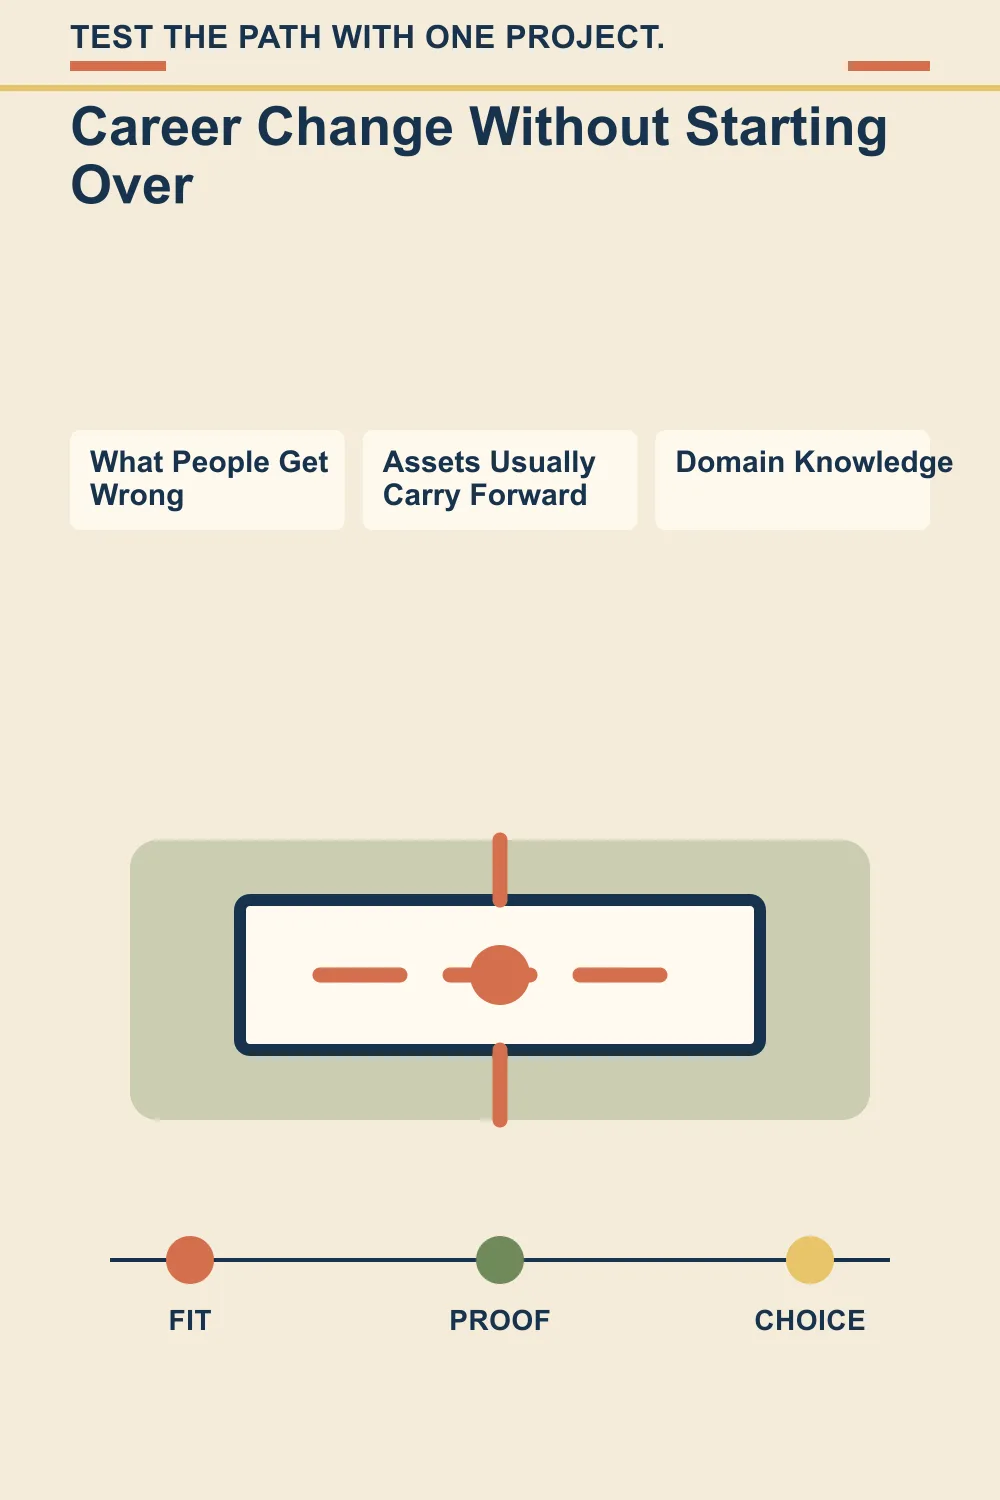 TEST THE PATH WITH ONE PROJECT.
Career Change Without Starting
Over
What People Get
Wrong
Assets Usually
Carry Forward
Domain Knowledge
FIT
PROOF
CHOICE